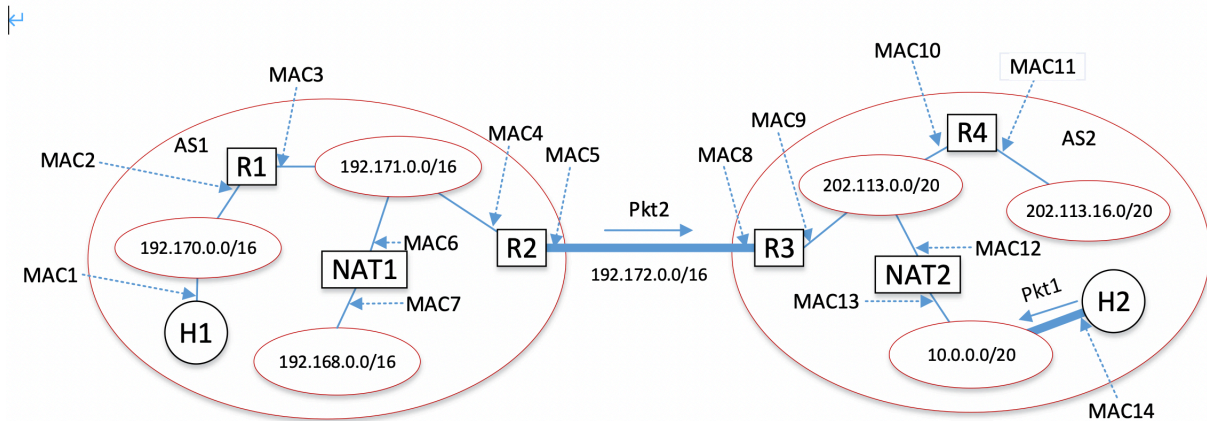 MAC10
MAC11
MAC3
MAC9
R4
MAC4
AS1
AS2
MAC2
R1
MAC5
MAC8
192.171.0.0/16
202.113.0.0/20
Pkt2
202.113.16.0/20
192.170.0.0/16
MAC6
R2
R3
MAC12
MAC1
NAT1
192.172.0.0/16
NAT2
Pkt1
H2
MAC7
MAC13
H1
192.168.0.0/16
10.0.0.0/20
MAC14